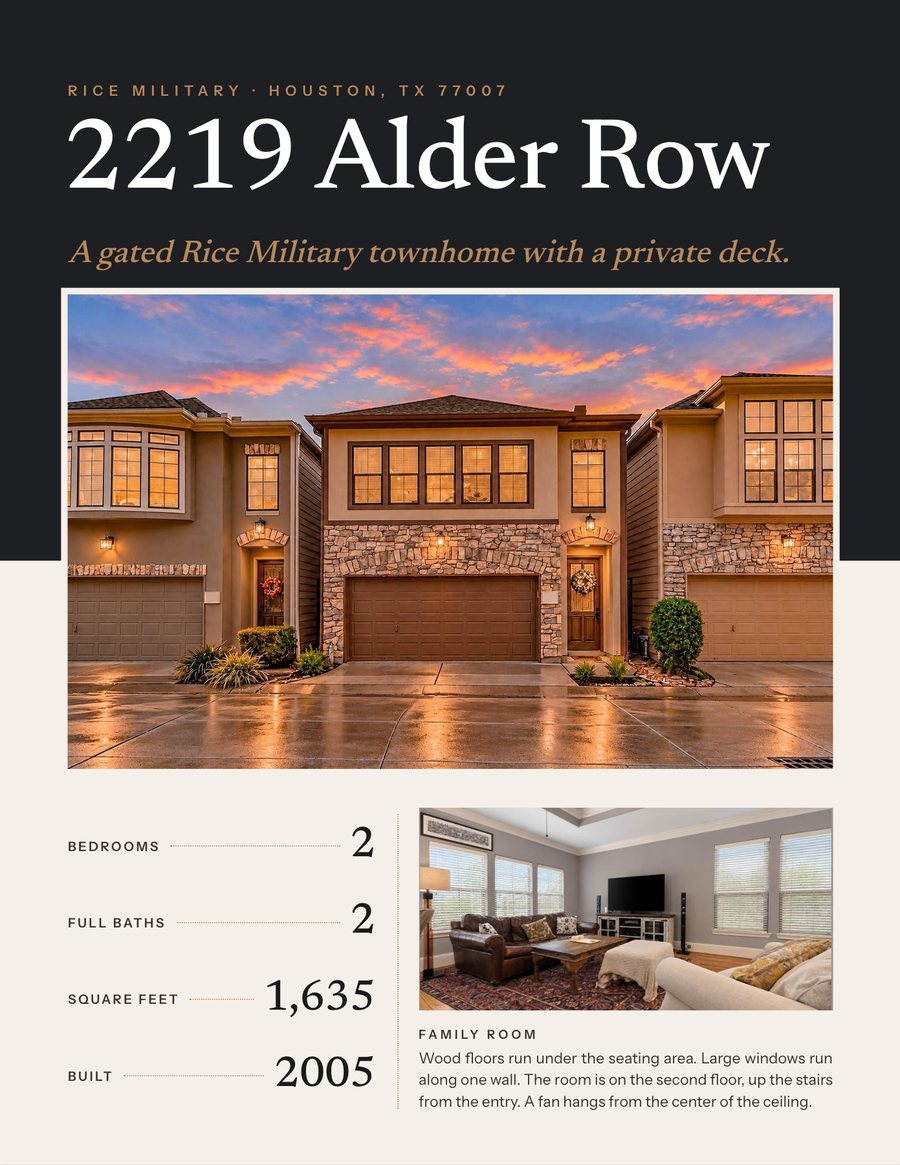 RICE MILITARY · HOUSTON, TX 77007
2219 Alder Row
A gated Rice Military townhome with a private deck.
BEDROOMS 2
FULL BATHS 2
SQUARE FEET 1,635
BUILT 2005
FAMILY ROOM
Wood floors run under the seating area. Large windows run
along one wall. The room is on the second floor, up the stairs
from the entry. A fan hangs from the center of the ceiling.